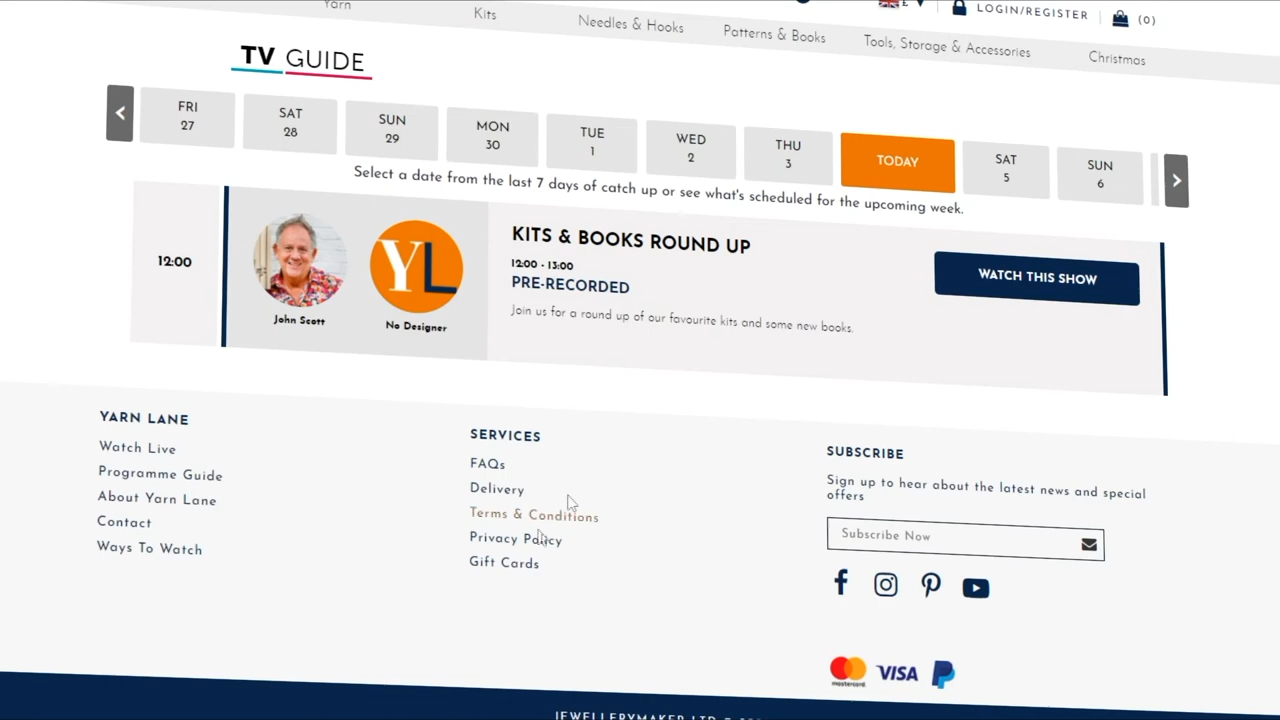 £
LOGIN/REGISTER
(0)
Yarn
Kits
Needles & Hooks
Patterns & Books
Tools, Storage & Accessories
Christmas
TV GUIDE
FRI
27
SAT
28
SUN
29
MON
30
TUE
1
WED
2
THU
3
TODAY
SAT
5
SUN
6
Select a date from the last 7 days of catch up or see what's scheduled for the upcoming week.
12:00
YL
John Scott
No Designer
KITS & BOOKS ROUND UP
12:00 - 13:00
PRE-RECORDED
Join us for a round up of our favourite kits and some new books.
WATCH THIS SHOW
YARN LANE
Watch Live
Programme Guide
About Yarn Lane
Contact
Ways To Watch
SERVICES
FAQs
Delivery
Terms & Conditions
Privacy Policy
Gift Cards
SUBSCRIBE
Sign up to hear about the latest news and special
offers
Subscribe Now
mastercard
VISA
JEWELLERYMAKER LTD ©